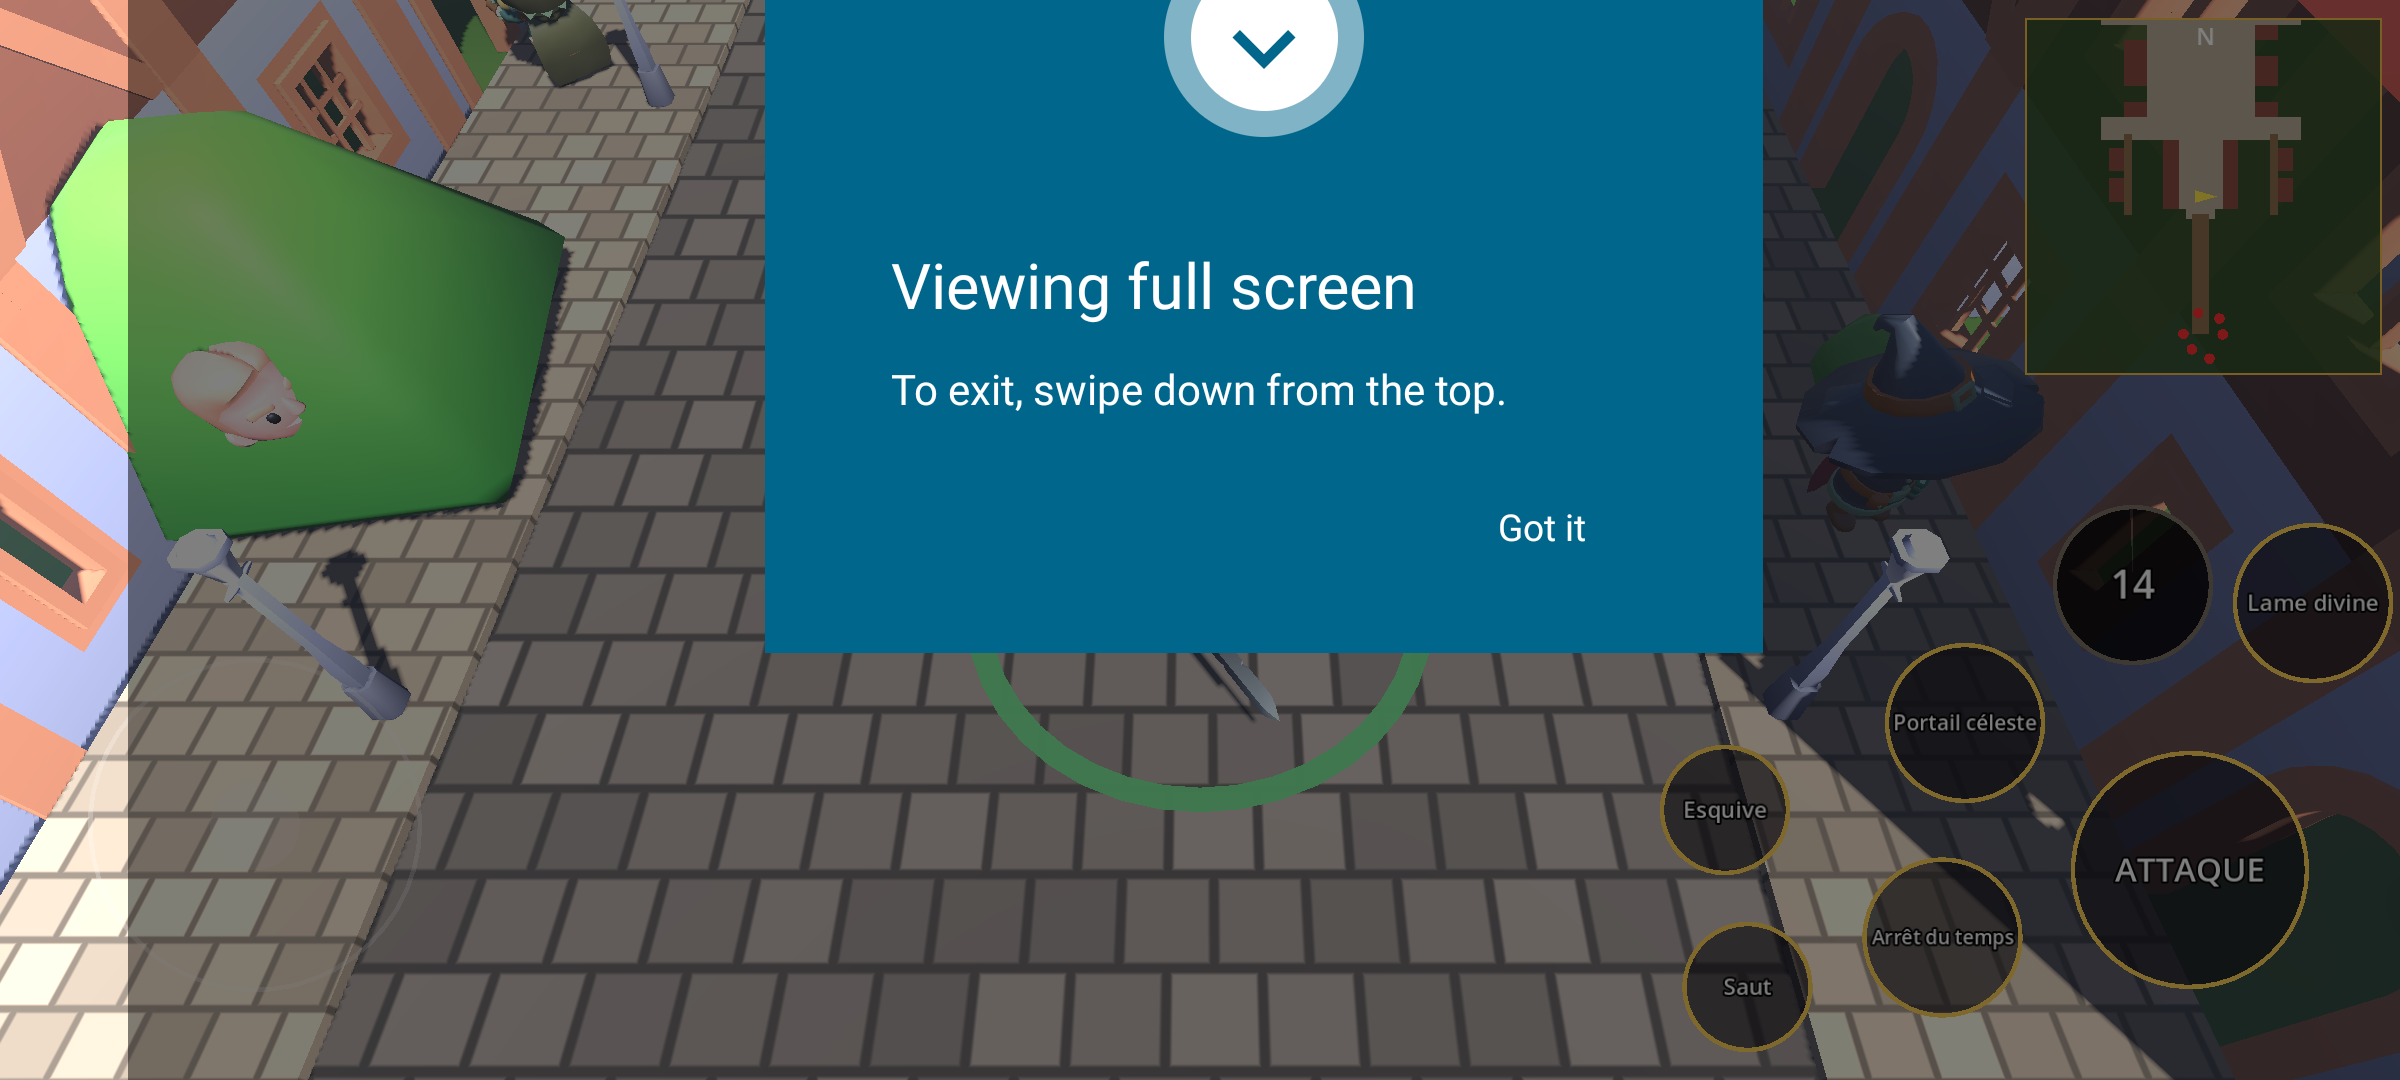 N
Viewing full screen
To exit, swipe down from the top.
Got it
14
Lame divine
Portail céleste
Esquive
ATTAQUE
Arrêt du temps
Saut